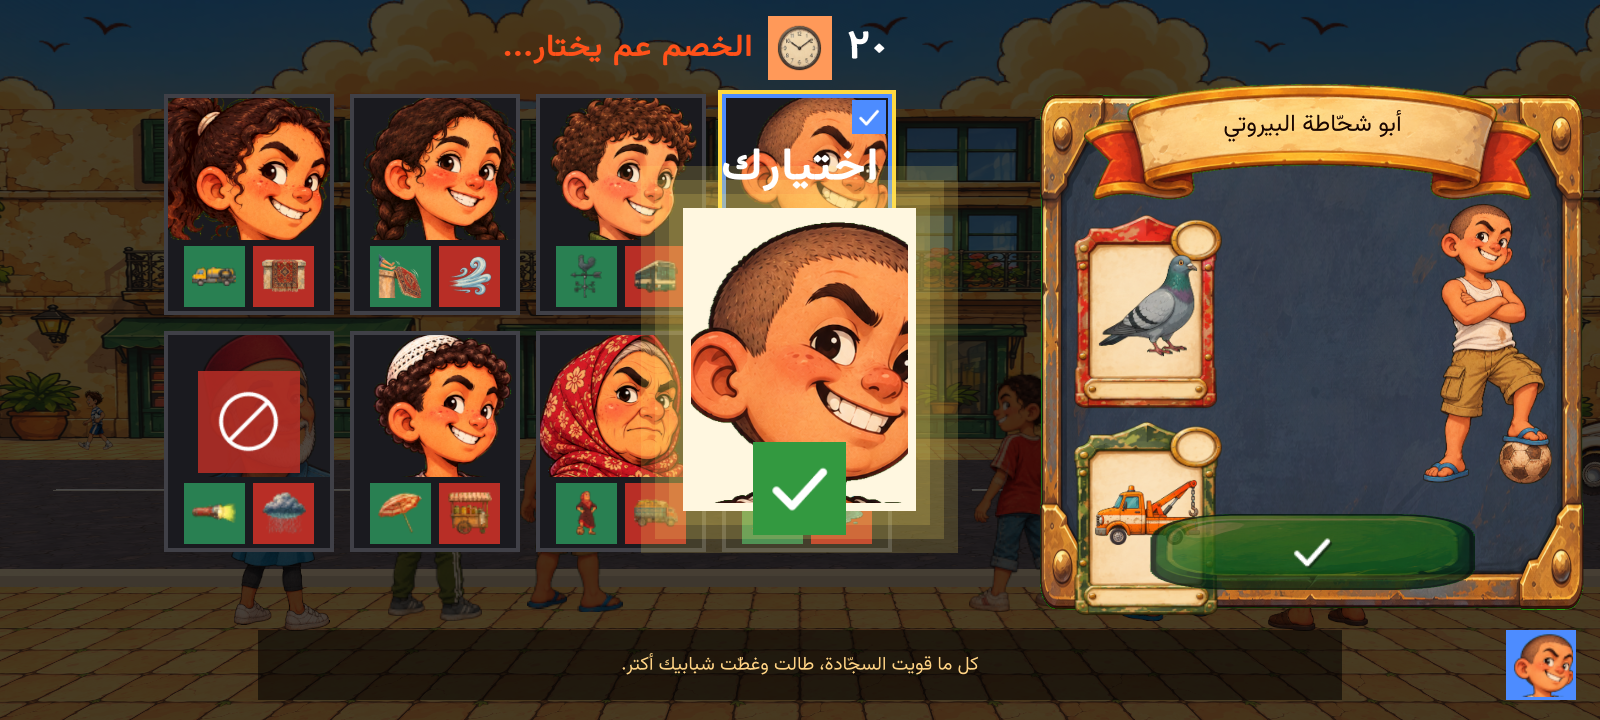 الخصم عم يختار...
٢٠
أبو شحّاطة البيروتي
اختيارك
كل ما قويت السجّادة، طالت وغطّت شبابيك أكتر.